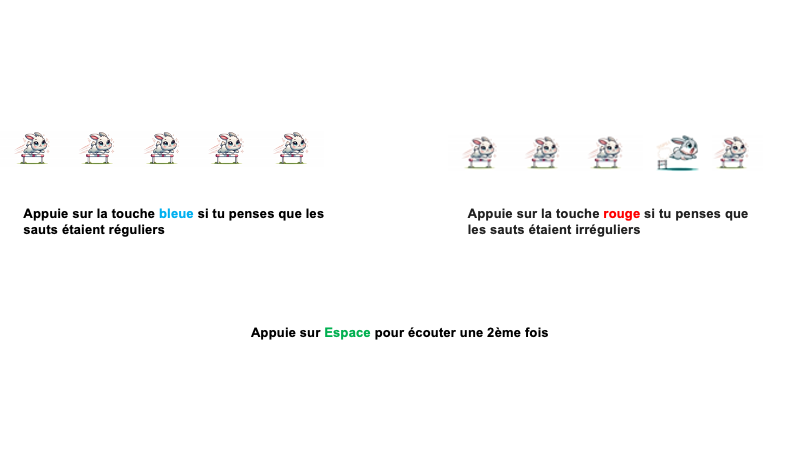 Appuie sur la touche bleue si tu penses que les
sauts étaient réguliers
Appuie sur la touche rouge si tu penses que
les sauts étaient irréguliers
Appuie sur Espace pour écouter une 2ème fois